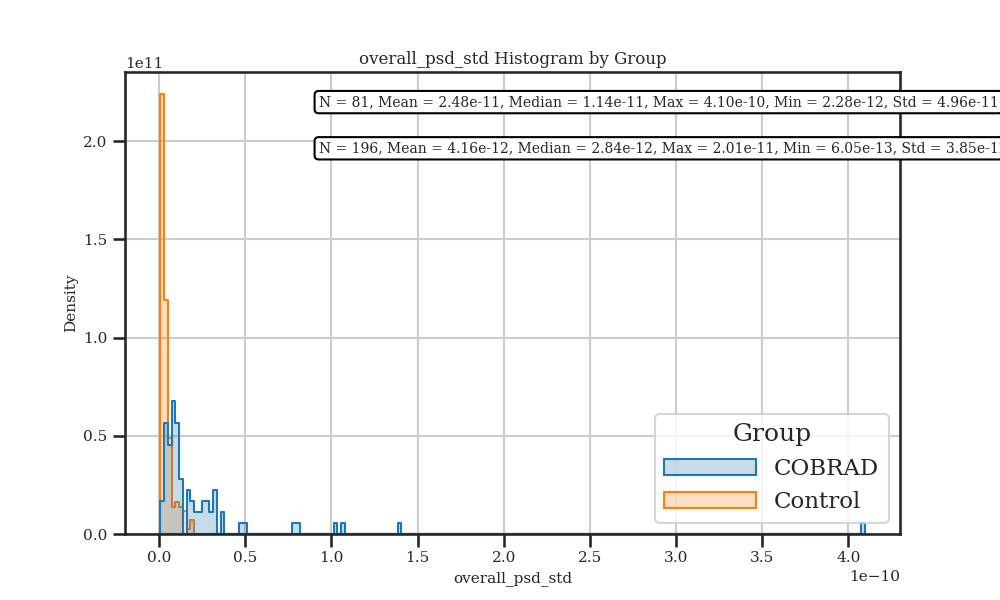 overall_psd_std Histogram by Group
1e11
N = 81, Mean = 2.48e-11, Median = 1.14e-11, Max = 4.10e-10, Min = 2.28e-12, Std = 4.96e-11
N = 196, Mean = 4.16e-12, Median = 2.84e-12, Max = 2.01e-11, Min = 6.05e-13, Std = 3.85e-1
2.0
1.5
1.0
0.5
0.0
Density
Group
COBRAD
Control
0.0 0.5 1.0 1.5 2.0 2.5 3.0 3.5 4.0
1e−10
overall_psd_std